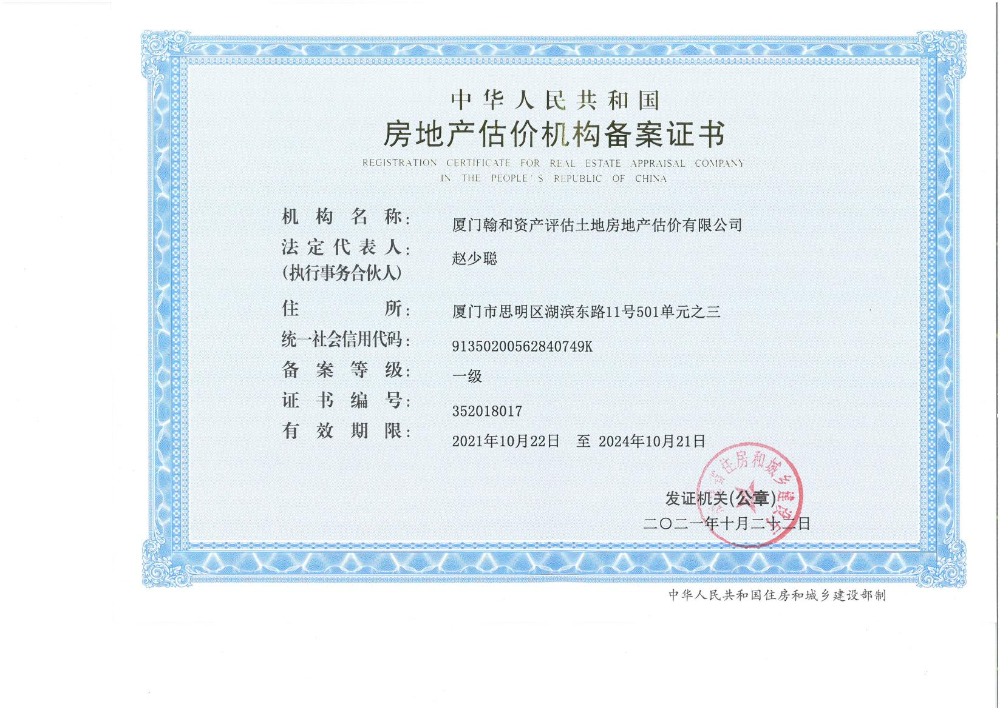 中华人民共和国
房地产估价机构备案证书
REGISTRATION CERTIFICATE FOR REAL ESTATE APPRAISAL COMPANY
IN THE PEOPLE'S REPUBLIC OF CHINA
机构名称： 厦门翰和资产评估土地房地产估价有限公司
法定代表人： 赵少聪
(执行事务合伙人)
住所： 厦门市思明区湖滨东路11号501单元之三
统一社会信用代码： 91350200562840749K
备案等级： 一级
证书编号： 352018017
有效期限： 2021年10月22日 至 2024年10月21日
省住房和城乡建设厅
发证机关(公章)
二〇二一年十月二十二日
中华人民共和国住房和城乡建设部制